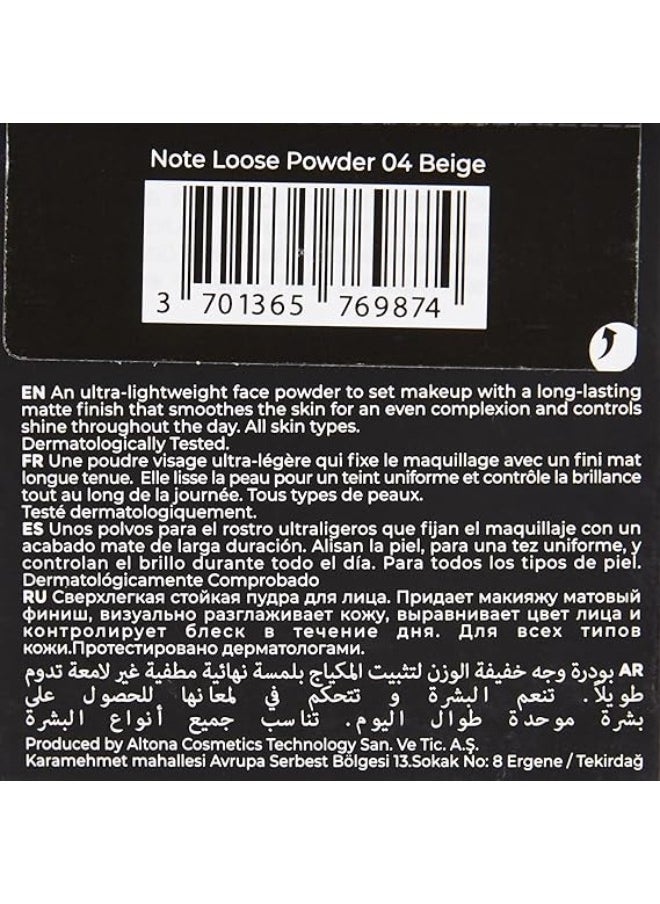 Note Loose Powder 04 Beige
3 701365 769874
EN An ultra-lightweight face powder to set makeup with a long-lasting
matte finish that smoothes the skin for an even complexion and controls
shine throughout the day. All skin types.
Dermatologically Tested.
FR Une poudre visage ultra-légère qui fixe le maquillage avec un fini mat
longue tenue. Elle lisse la peau pour un teint uniforme et contrôle la brillance
tout au long de la journée. Tous types de peaux.
Testé dermatologiquement.
ES Unos polvos para el rostro ultraligeros que fijan el maquillaje con un
acabado mate de larga duración. Alisan la piel, para una tez uniforme, y
controlan el brillo durante todo el día. Para todos los tipos de piel.
Dermatológicamente Comprobado
RU Сверхлегкая стойкая пудра для лица. Придает макияжу матовый
финиш, визуально разглаживает кожу, выравнивает цвет лица и
контролирует блеск в течение дня. Для всех типов
кожи.Протестировано дерматологами.
AR بودرة وجه خفيفة الوزن لتثبيت المكياج بلمسة نهائية مطفية غير لامعة تدوم
طويلاً. تنعم البشرة و تتحكم في لمعانها للحصول على
بشرة موحدة طوال اليوم. تناسب جميع أنواع البشرة
Produced by Altona Cosmetics Technology San. Ve Tic. A.Ş.
Karamehmet mahallesi Avrupa Serbest Bölgesi 13.Sokak No: 8 Ergene / Tekirdağ